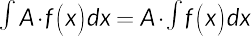 ∫ A·f(x)dx = A·∫ f(x)dx